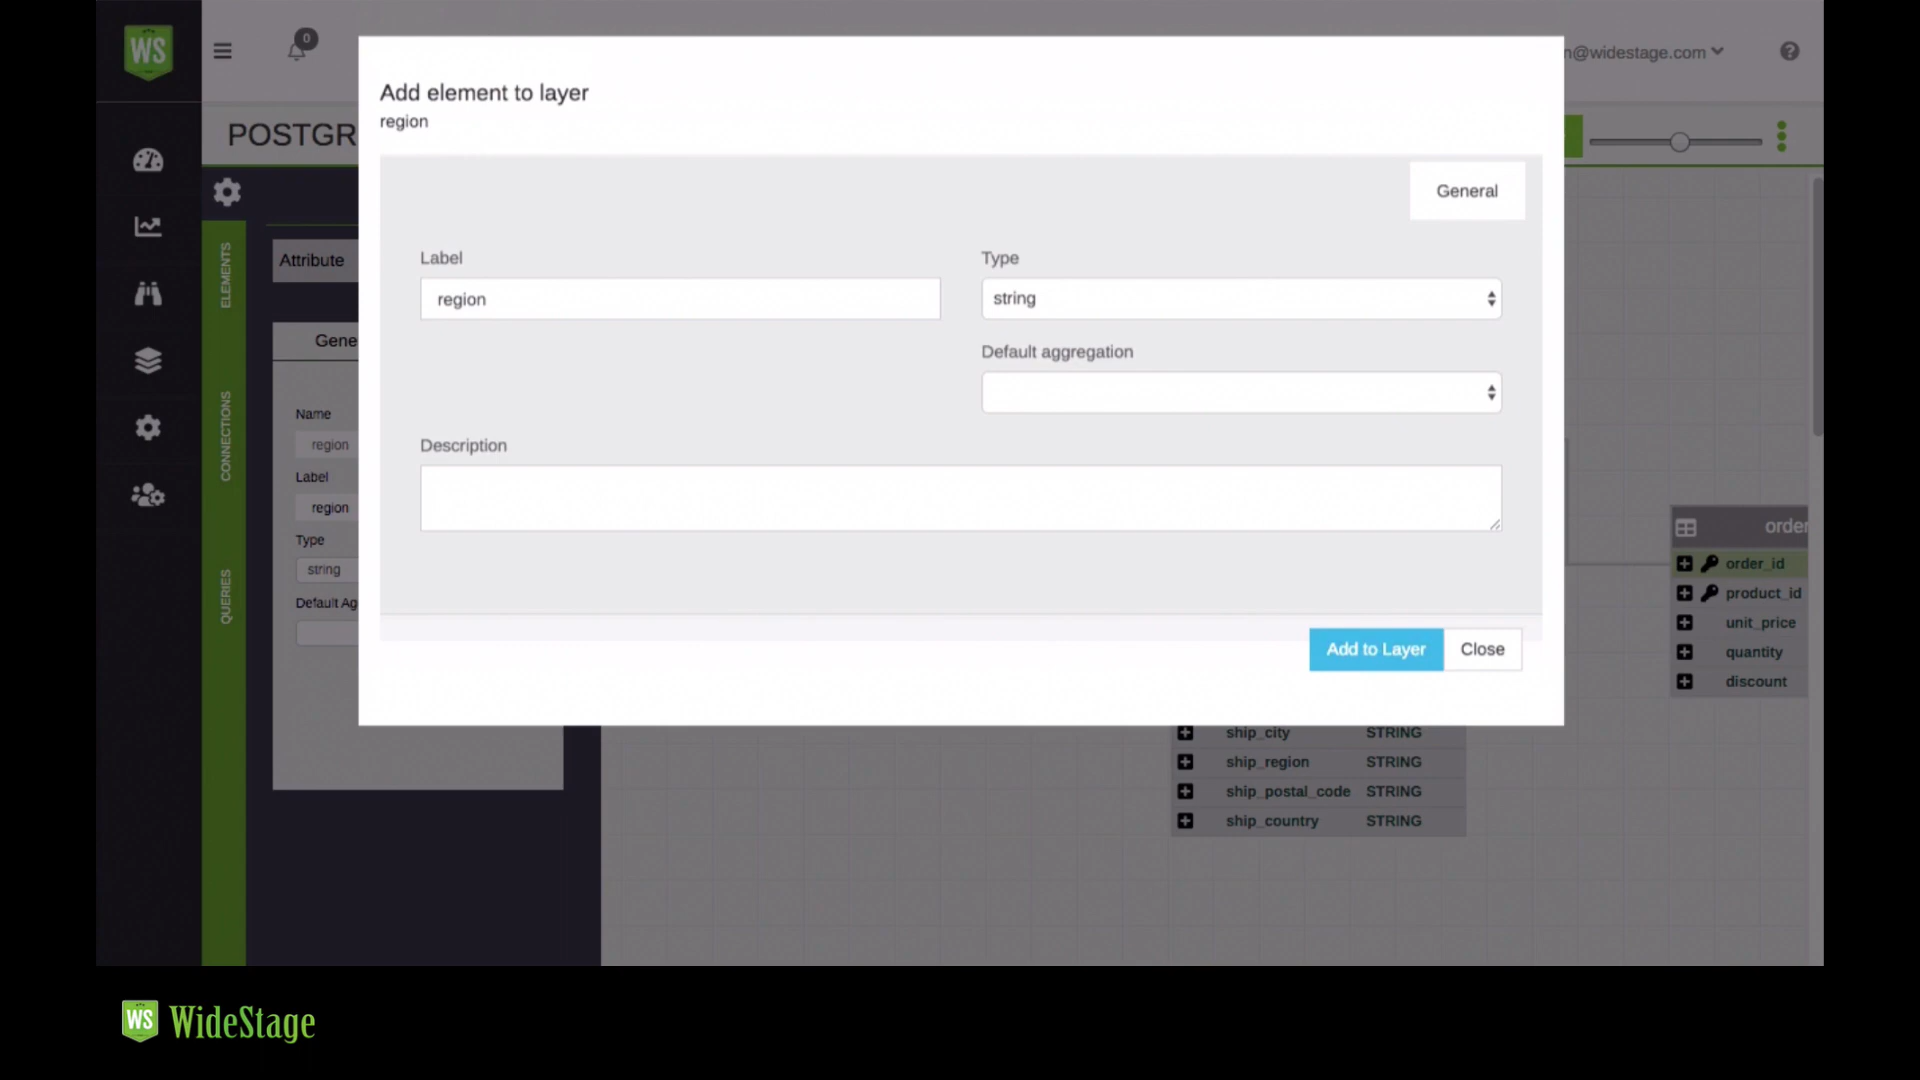 WS
0
n@widestage.com
POSTGR
Add element to layer
region
General
Label
region
Type
string
Default aggregation
Description
Add to Layer
Close
ELEMENTS
CONNECTIONS
QUERIES
Attribute
Gene
Name
region
Label
region
Type
string
Default Ag
order
order_id
product_id
unit_price
quantity
discount
ship_city STRING
ship_region STRING
ship_postal_code STRING
ship_country STRING
WS WideStage